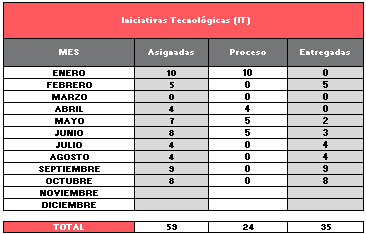 Iniciativas Tecnológicas (IT)
MES Asignadas Proceso Entregadas
ENERO 10 10 0
FEBRERO 5 0 5
MARZO 0 0 0
ABRIL 4 4 0
MAYO 7 5 2
JUNIO 8 5 3
JULIO 4 0 4
AGOSTO 4 0 4
SEPTIEMBRE 9 0 9
OCTUBRE 8 0 8
NOVIEMBRE
DICIEMBRE
TOTAL 59 24 35